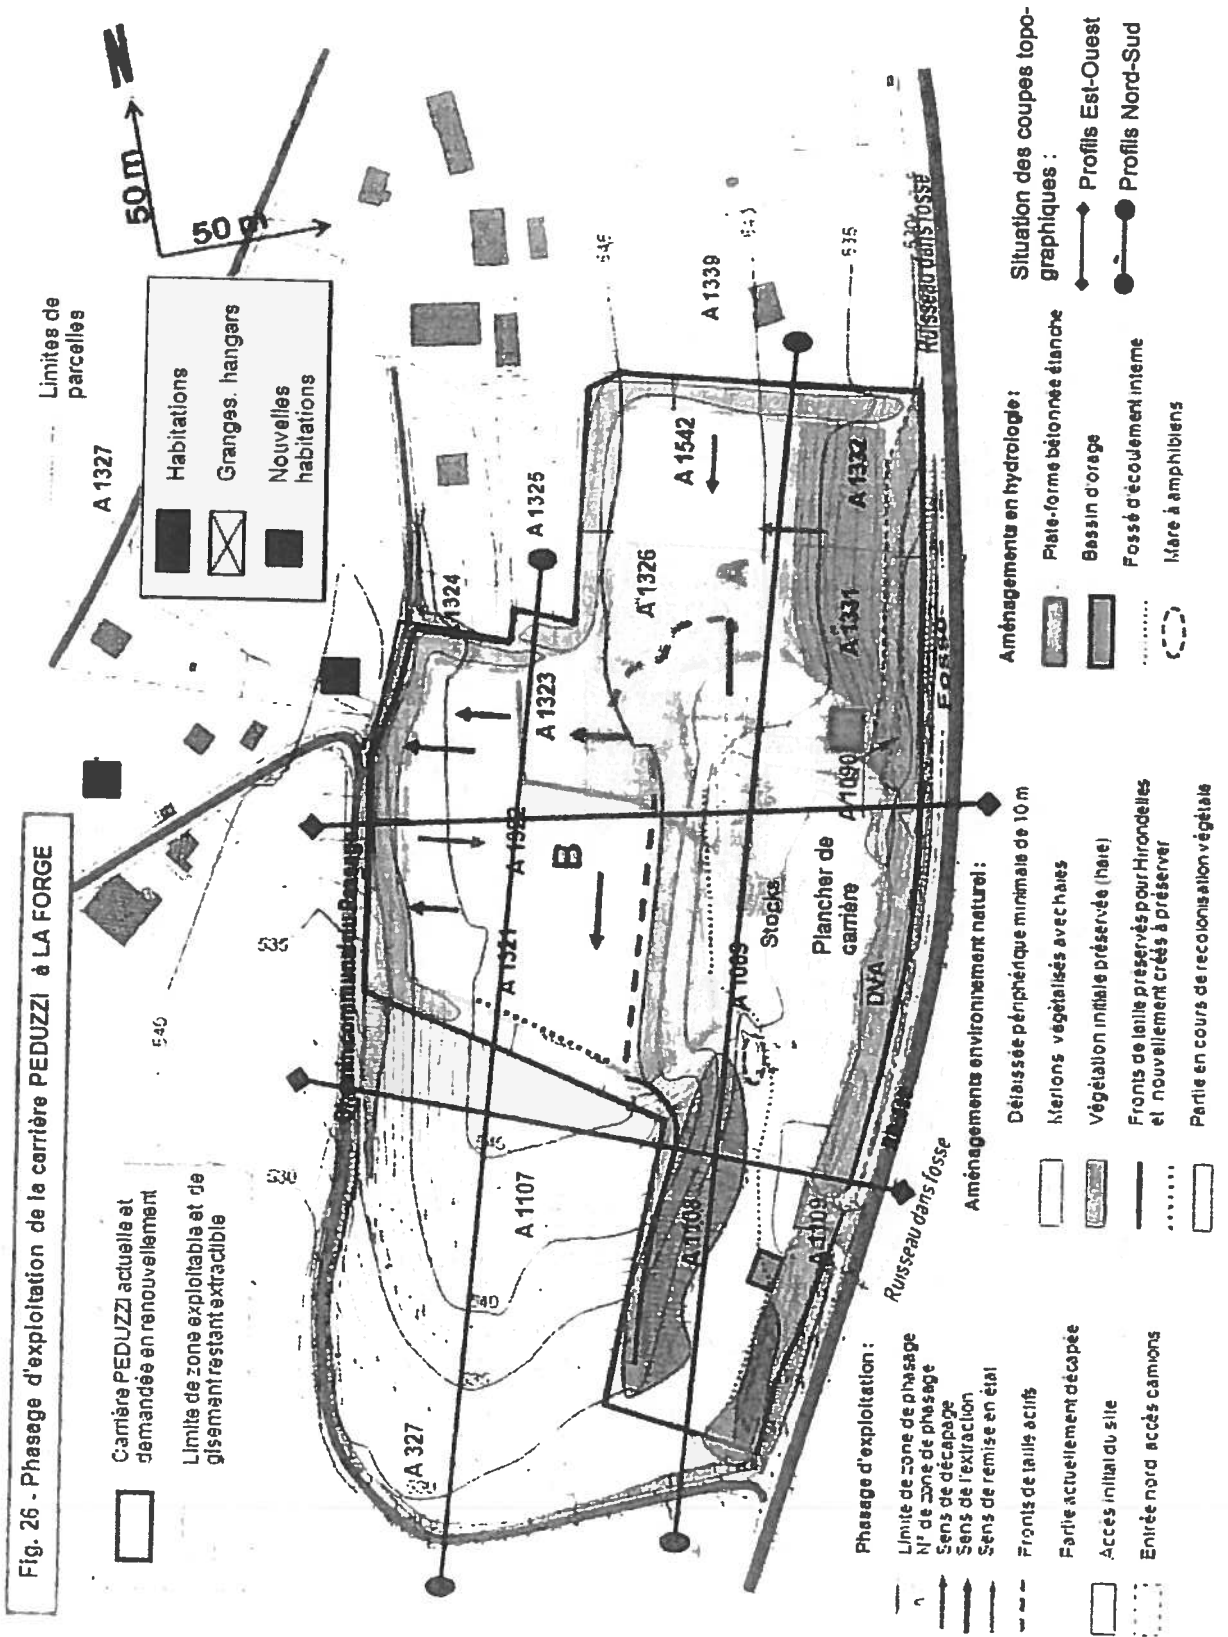 Fig. 26 - Phasage d'exploitation de la carrière PEDUZZI à LA FORGE
Carrière PEDUZZI actuelle et
demandée en renouvellement
Limite de zone exploitable et de
gisement restant extractible
Limites de
parcelles
Habitations
Granges, hangars
Nouvelles
habitations
50 m
50 m
N
A 1327
A 1325
1324
A 1323
A 1322
A 1321
B
A 1326
A
A 1542
A 1339
A 1332
A 1331
A 1090
A 1107
A 1108
A 1109
A 327
Stocks
Plancher de
carrière
Fossé
Ruisseau dans fosse
Ruisseau dans fossé
545
535
535
540
530
545
540
Phasage d'exploitation :
Limite de zone de phasage
N° de zone de phasage
Sens de décapage
Sens de l'extraction
Sens de remise en état
Fronts de taille actifs
Partie actuellement décapée
Accès initial du site
Entrée nord accès camions
Aménagements environnement naturel :
Délaissée périphérique minimale de 10 m
Merlons végétalisés avec haies
Végétation initiale préservée (haie)
Fronts de taille préservés pour Hirondelles
et nouvellement créés à préserver
Partie en cours de recolonisation végétale
Aménagements en hydrologie :
Plate-forme bétonnée étanche
Bassin d'orage
Fossé d'écoulement interne
Mare à amphibiens
Situation des coupes topo-
graphiques :
Profils Est-Ouest
Profils Nord-Sud